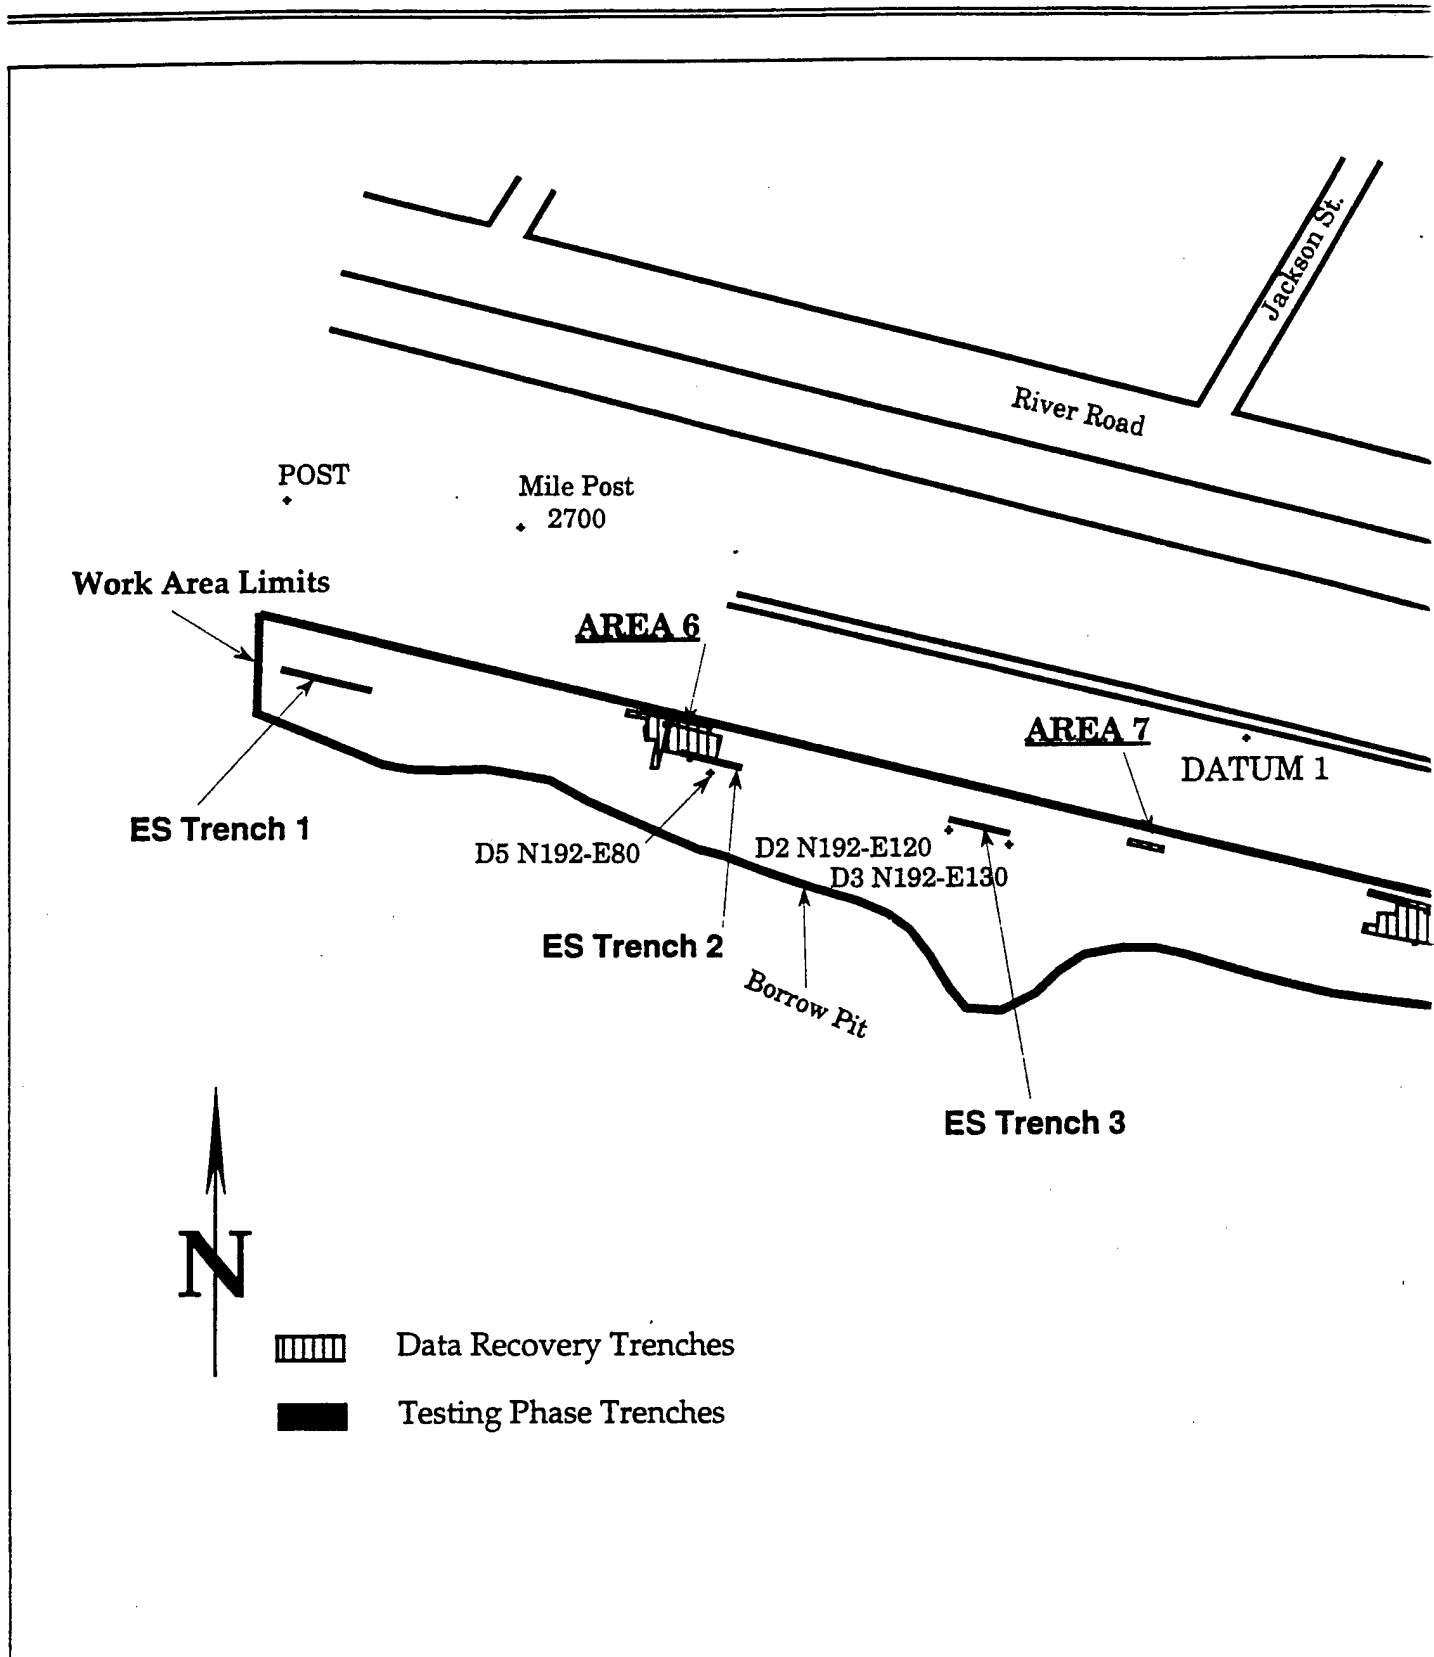 Jackson St.
River Road
POST
Mile Post
2700
Work Area Limits
AREA 6
AREA 7
DATUM 1
ES Trench 1
D5 N192-E80
D2 N192-E120
D3 N192-E130
ES Trench 2
Borrow Pit
ES Trench 3
N
Data Recovery Trenches
Testing Phase Trenches